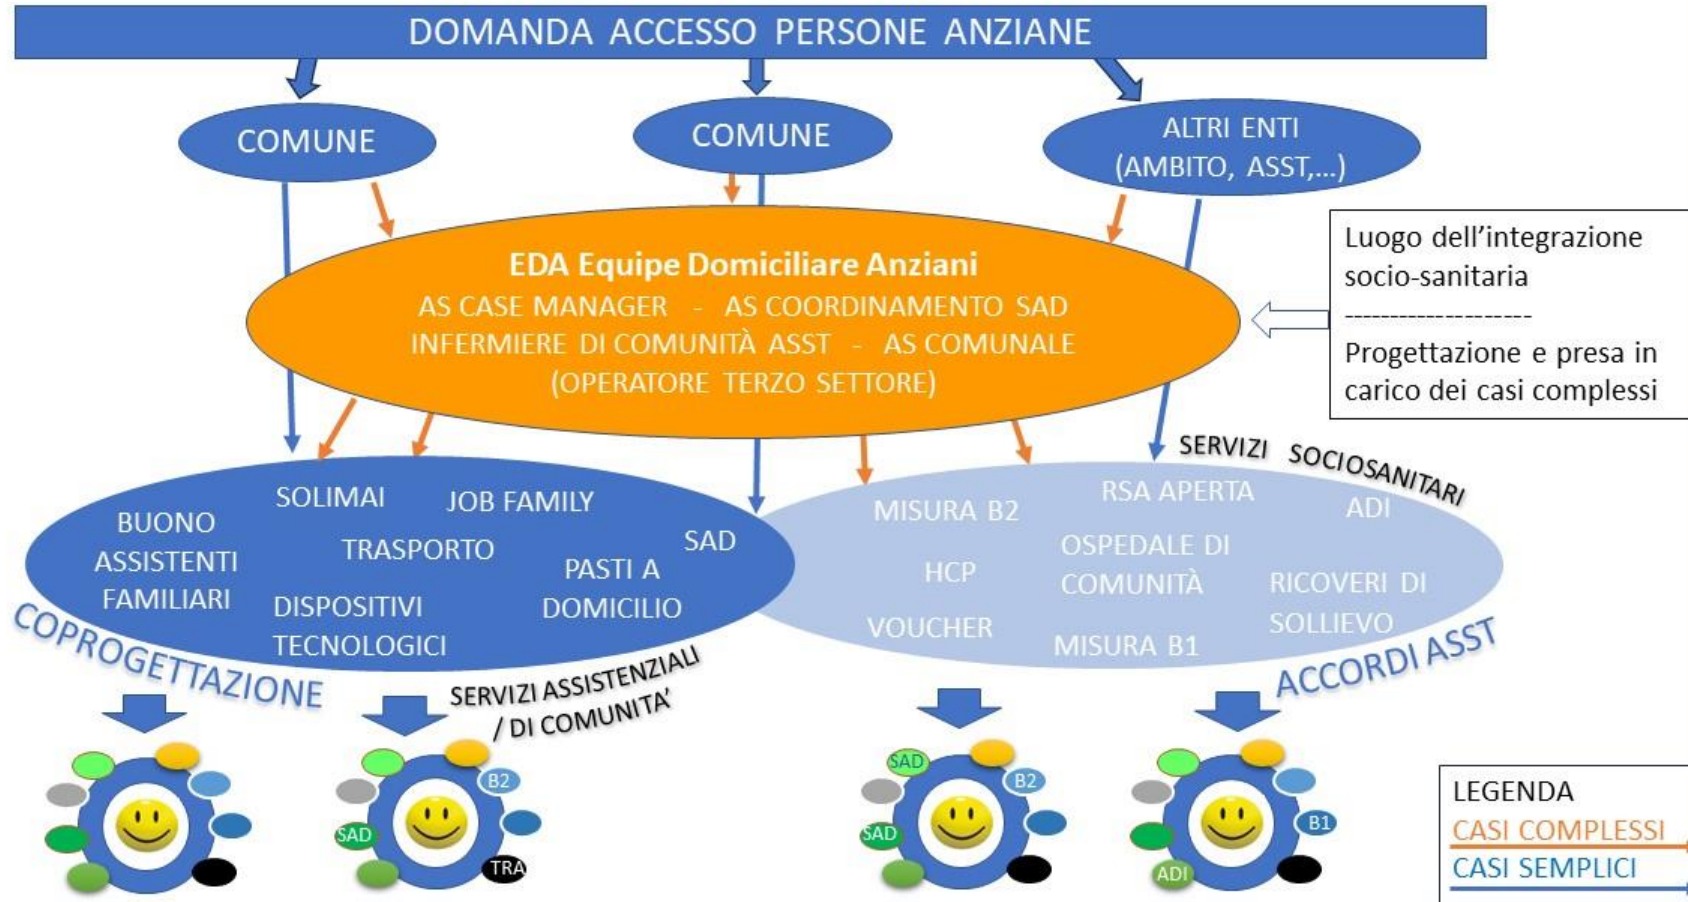 DOMANDA ACCESSO PERSONE ANZIANE
COMUNE
COMUNE
ALTRI ENTI
(AMBITO, ASST,...)
EDA Equipe Domiciliare Anziani
AS CASE MANAGER - AS COORDINAMENTO SAD
INFERMIERE DI COMUNITÀ ASST - AS COMUNALE
(OPERATORE TERZO SETTORE)
Luogo dell'integrazione
socio-sanitaria
-------------------
Progettazione e presa in
carico dei casi complessi
SERVIZI SOCIOSANITARI
SOLIMAI
JOB FAMILY
BUONO
ASSISTENTI
FAMILIARI
TRASPORTO
SAD
PASTI A
DOMICILIO
DISPOSITIVI
TECNOLOGICI
MISURA B2
RSA APERTA
ADI
HCP
OSPEDALE DI
COMUNITÀ
RICOVERI DI
SOLLIEVO
VOUCHER
MISURA B1
COPROGETTAZIONE
SERVIZI ASSISTENZIALI
/ DI COMUNITA'
ACCORDI ASST
B2
SAD
TRA
SAD
B2
SAD
B1
ADI
LEGENDA
CASI COMPLESSI
CASI SEMPLICI